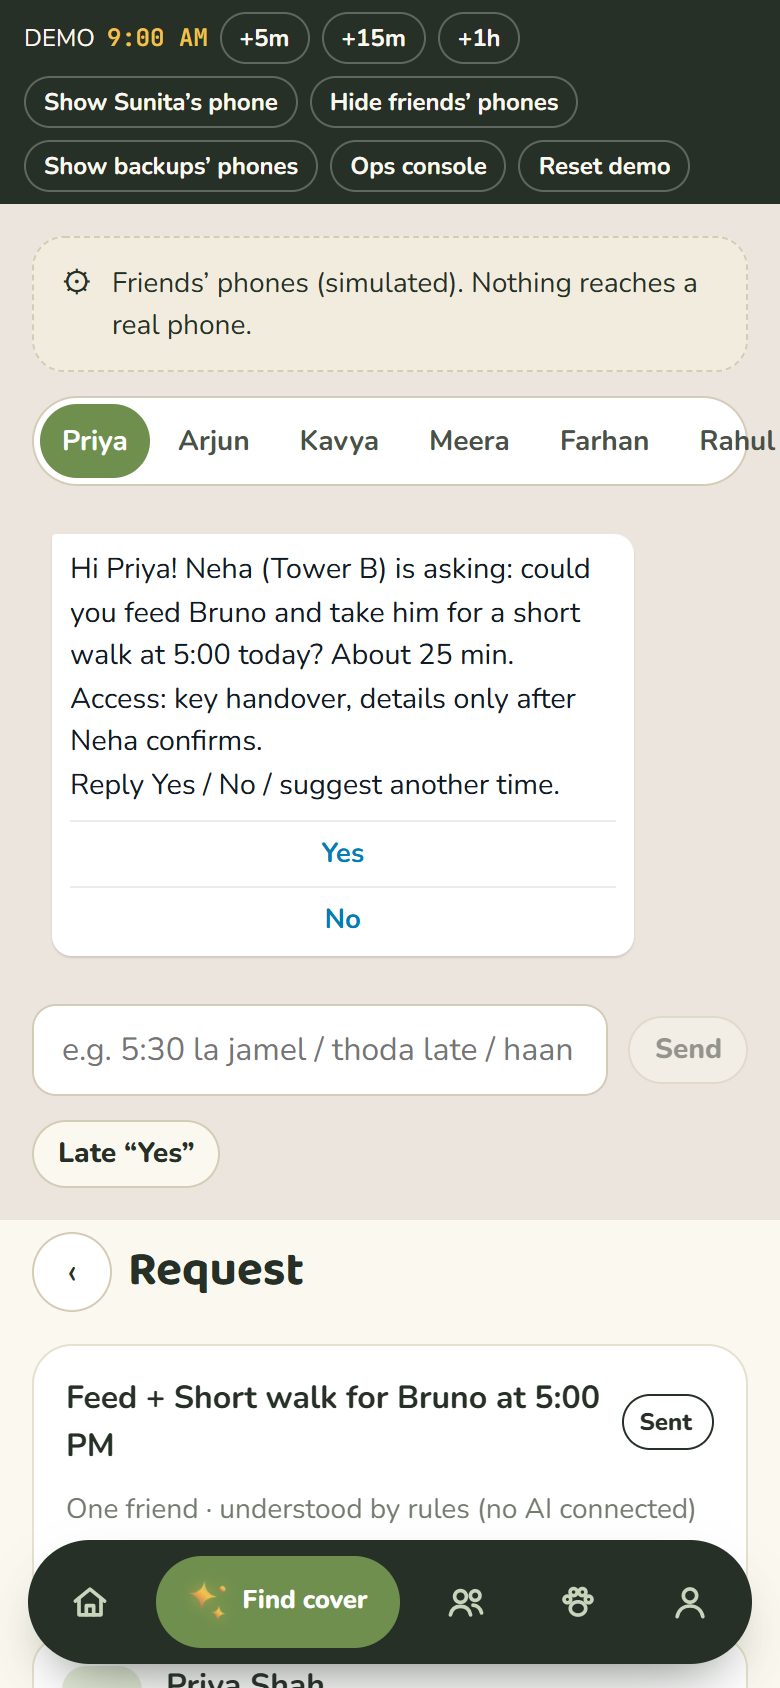 DEMO 9:00 AM +5m +15m +1h
Show Sunita’s phone Hide friends’ phones
Show backups’ phones Ops console Reset demo
Friends’ phones (simulated). Nothing reaches a
real phone.
Priya Arjun Kavya Meera Farhan Rahul
Hi Priya! Neha (Tower B) is asking: could
you feed Bruno and take him for a short
walk at 5:00 today? About 25 min.
Access: key handover, details only after
Neha confirms.
Reply Yes / No / suggest another time.
Yes
No
e.g. 5:30 la jamel / thoda late / haan
Send
Late “Yes”
Request
Feed + Short walk for Bruno at 5:00
PM
Sent
One friend · understood by rules (no AI connected)
Find cover
Priya Shah